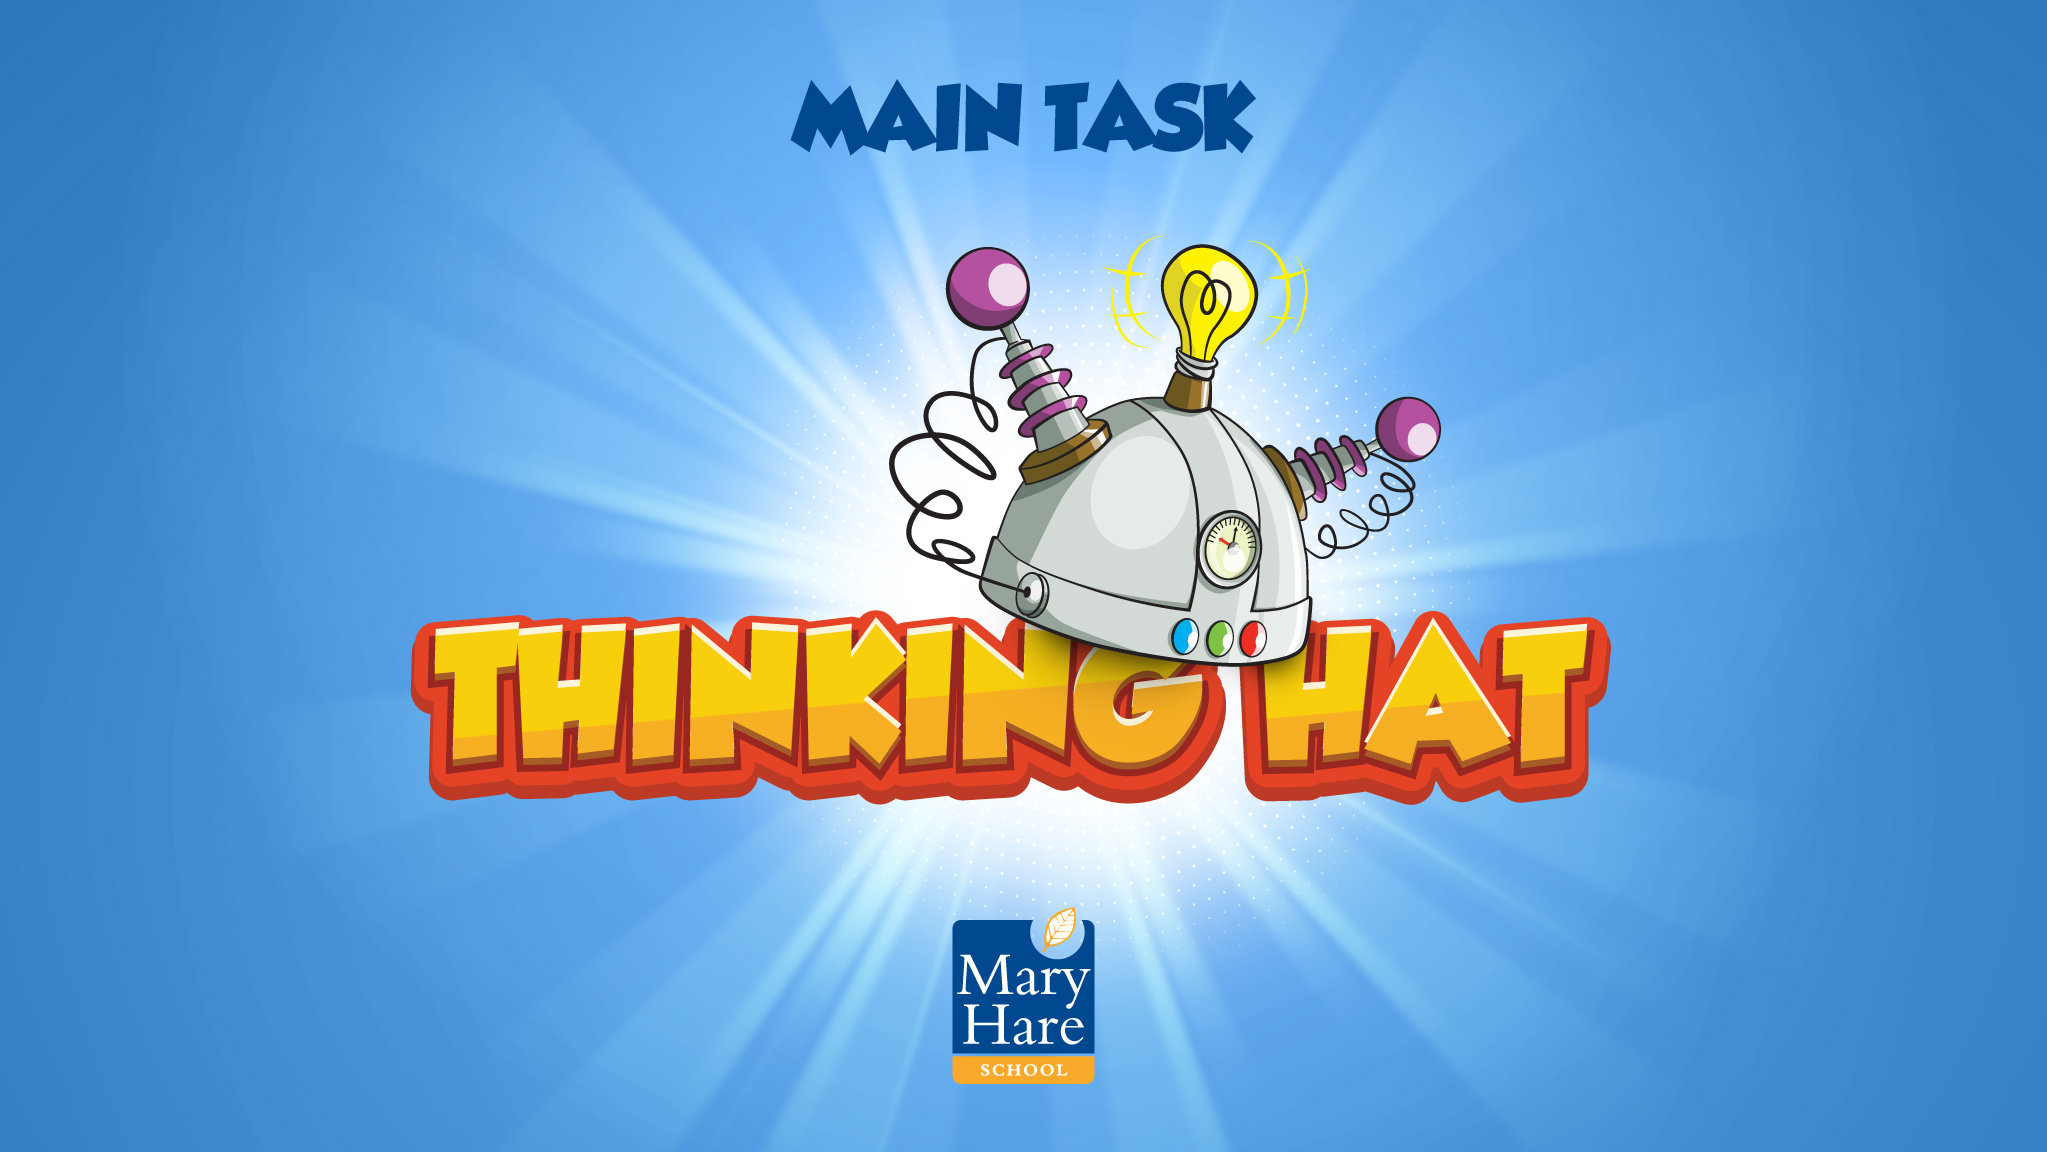 MAIN TASK
THINKING HAT
Mary
Hare
SCHOOL